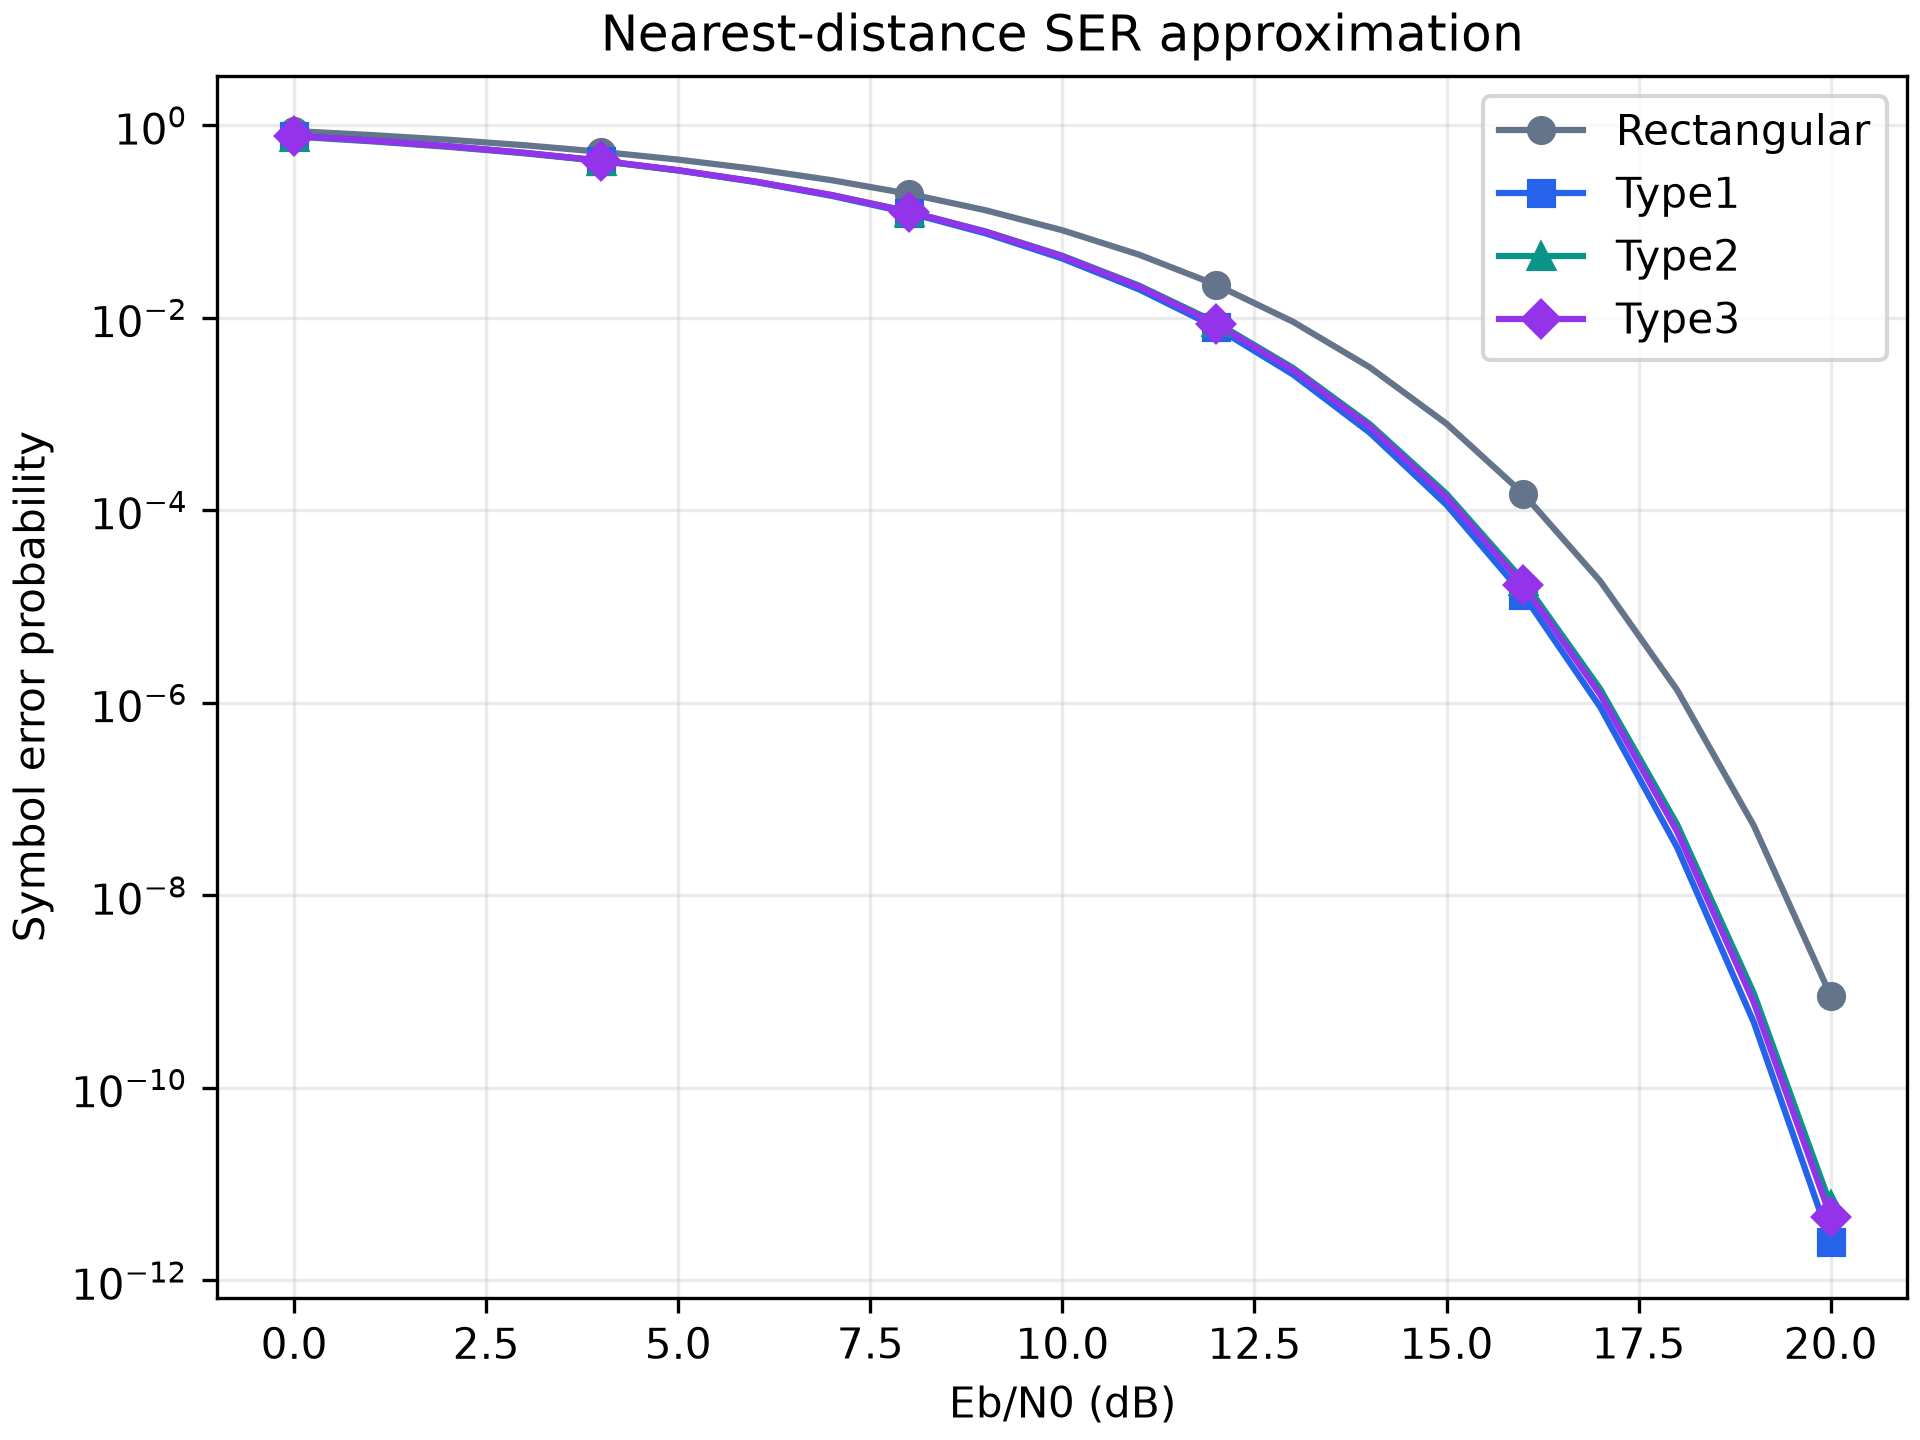 Nearest-distance SER approximation
Rectangular
Type1
Type2
Type3
Symbol error probability
10⁰
10⁻²
10⁻⁴
10⁻⁶
10⁻⁸
10⁻¹⁰
10⁻¹²
0.0 2.5 5.0 7.5 10.0 12.5 15.0 17.5 20.0
Eb/N0 (dB)